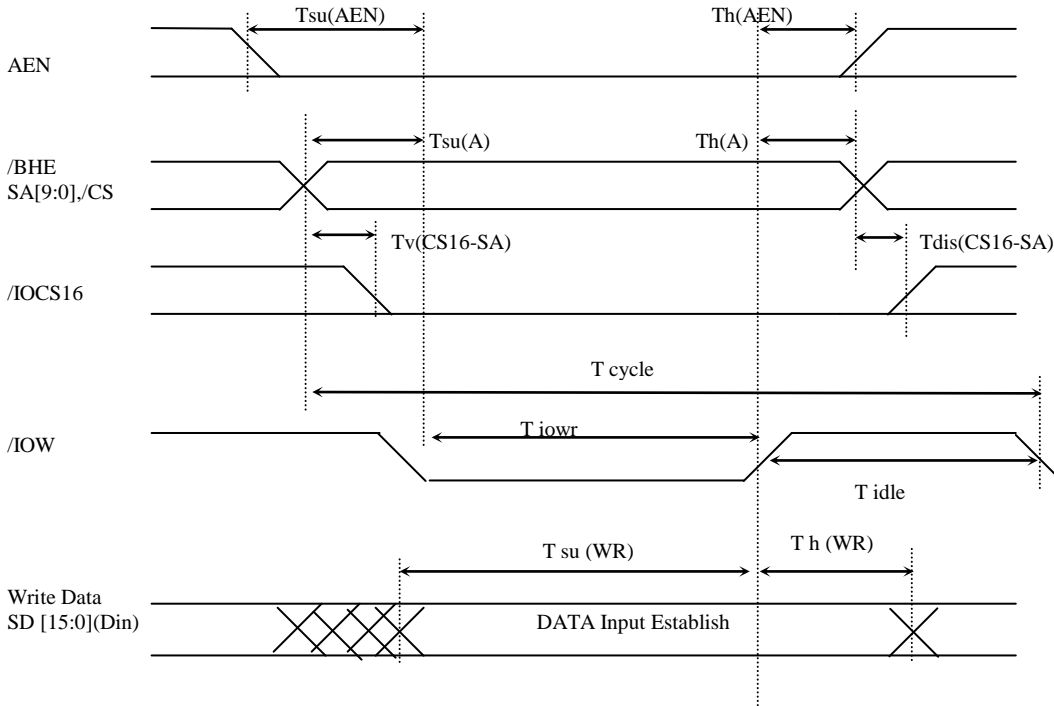 Tsu(AEN) Th(AEN)
AEN
Tsu(A) Th(A)
/BHE
SA[9:0],/CS
Tv(CS16-SA) Tdis(CS16-SA)
/IOCS16
T cycle
T iowr
/IOW
T idle
T su (WR) T h (WR)
Write Data
SD [15:0](Din) DATA Input Establish